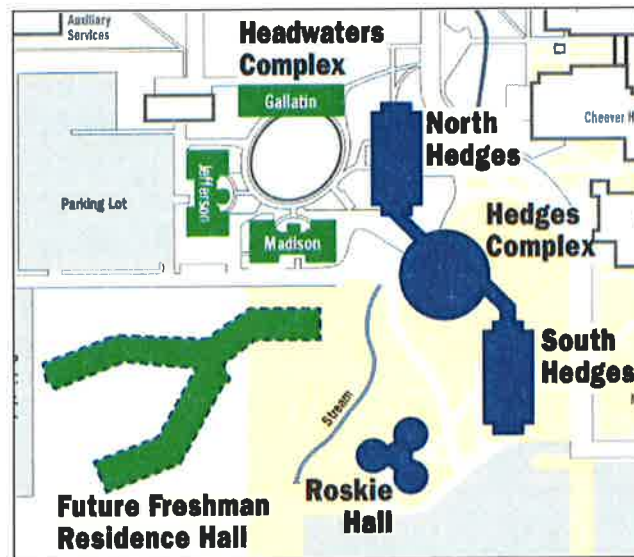 Auxiliary
Services
Headwaters
Complex
Gallatin
North
Hedges
Cheever H
Jefferson
Parking Lot
Hedges
Complex
Madison
South
Hedges
Stream
Roskie
Hall
Future Freshman
Residence Hall